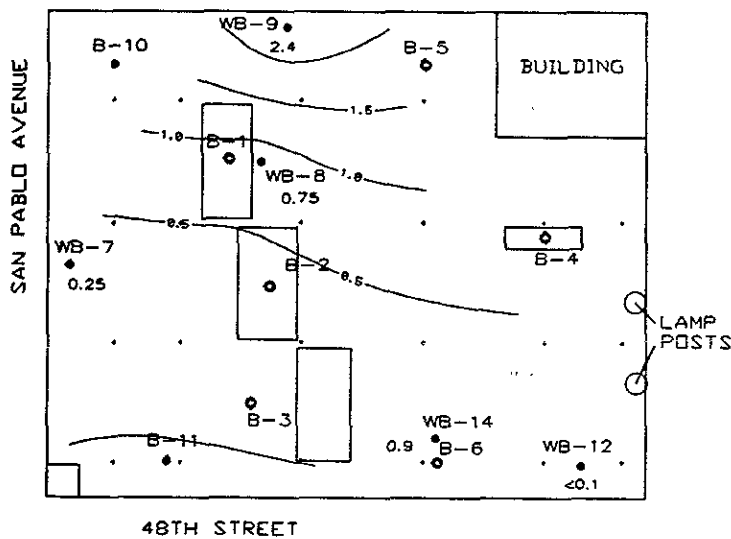 WB-9
2.4
B-10
B-5
BUILDING
SAN PABLO AVENUE
1.5
1.0
B-1
WB-8
1.0
0.75
0.5
WB-7
0.25
B-2
0.5
B-4
LAMP
POSTS
B-3
WB-14
0.9
B-6
B-11
WB-12
<0.1
48TH STREET